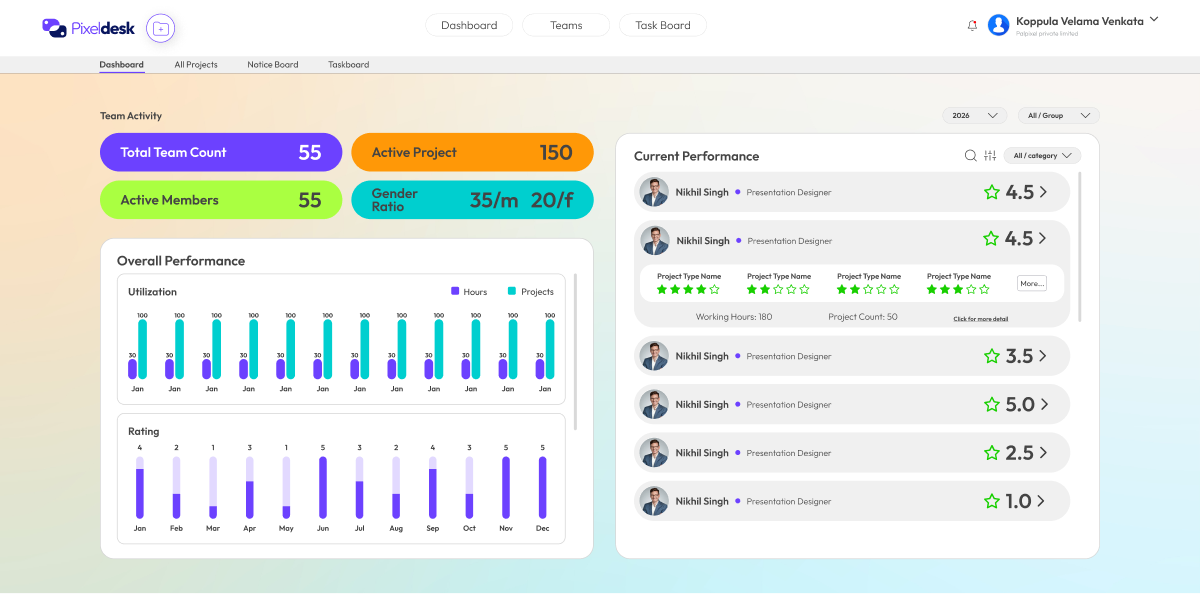 Pixeldesk
Dashboard
Teams
Task Board
Koppula Velama Venkata
Palpixel private limited
Dashboard
All Projects
Notice Board
Taskboard
Team Activity
2026
All / Group
Total Team Count 55
Active Project 150
Active Members 55
Gender
Ratio
35/m 20/f
Overall Performance
Utilization
Hours
Projects
100 100 100 100 100 100 100 100 100 100 100 100
30 30 30 30 30 30 30 30 30 30 30 30
Jan Jan Jan Jan Jan Jan Jan Jan Jan Jan Jan Jan
Rating
4 2 1 3 1 5 3 2 4 3 5 5
Jan Feb Mar Apr May Jun Jul Aug Sep Oct Nov Dec
Current Performance
All / category
Nikhil Singh Presentation Designer 4.5
Nikhil Singh Presentation Designer 4.5
Project Type Name Project Type Name Project Type Name Project Type Name
More...
Working Hours: 180 Project Count: 50 Click for more detail
Nikhil Singh Presentation Designer 3.5
Nikhil Singh Presentation Designer 5.0
Nikhil Singh Presentation Designer 2.5
Nikhil Singh Presentation Designer 1.0